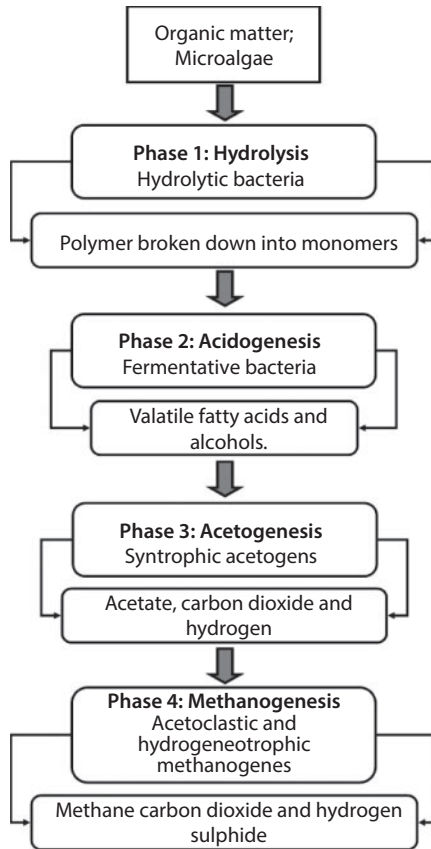 Organic matter;
Microalgae
Phase 1: Hydrolysis
Hydrolytic bacteria
Polymer broken down into monomers
Phase 2: Acidogenesis
Fermentative bacteria
Valatile fatty acids and
alcohols.
Phase 3: Acetogenesis
Syntrophic acetogens
Acetate, carbon dioxide and
hydrogen
Phase 4: Methanogenesis
Acetoclastic and
hydrogeneotrophic
methanogenes
Methane carbon dioxide and hydrogen
sulphide